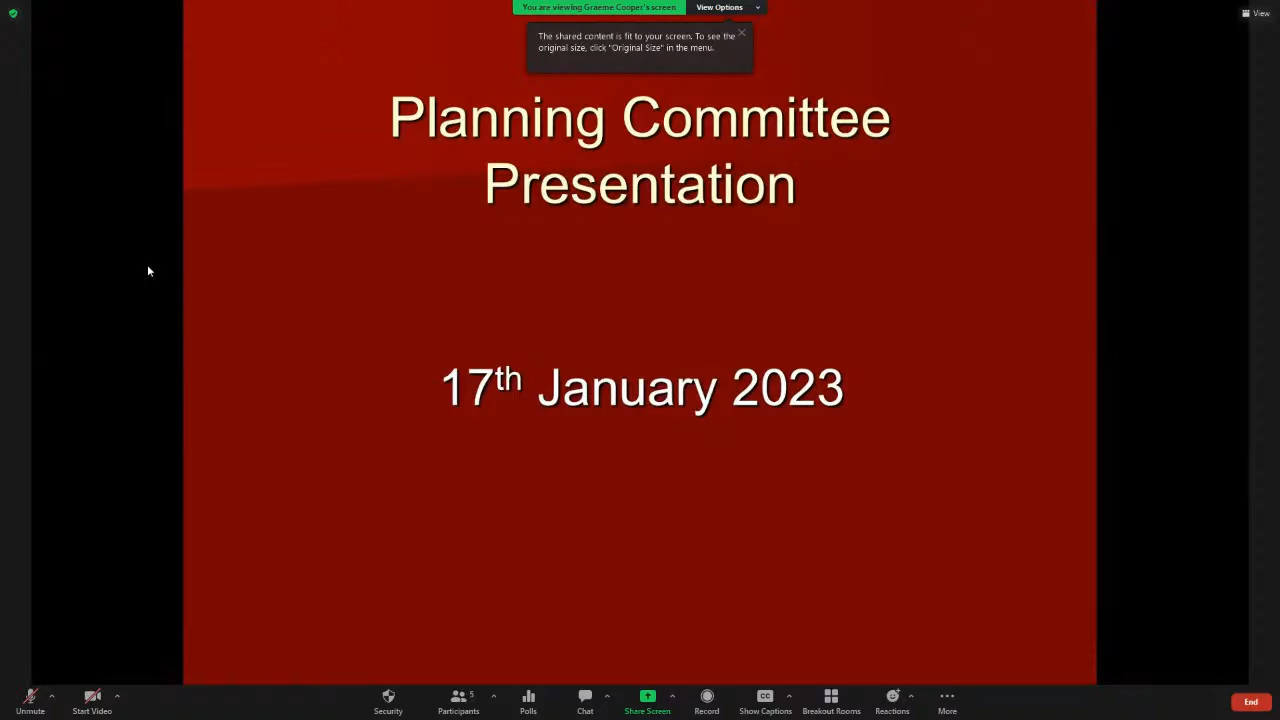 You are viewing Graeme Cooper's screen
View Options
View
The shared content is fit to your screen. To see the
original size, click "Original Size" in the menu.
Planning Committee
Presentation
17th January 2023
Unmute
Start Video
Security
Participants
5
Polls
Chat
Share Screen
Record
CC
Show Captions
Breakout Rooms
Reactions
More
End